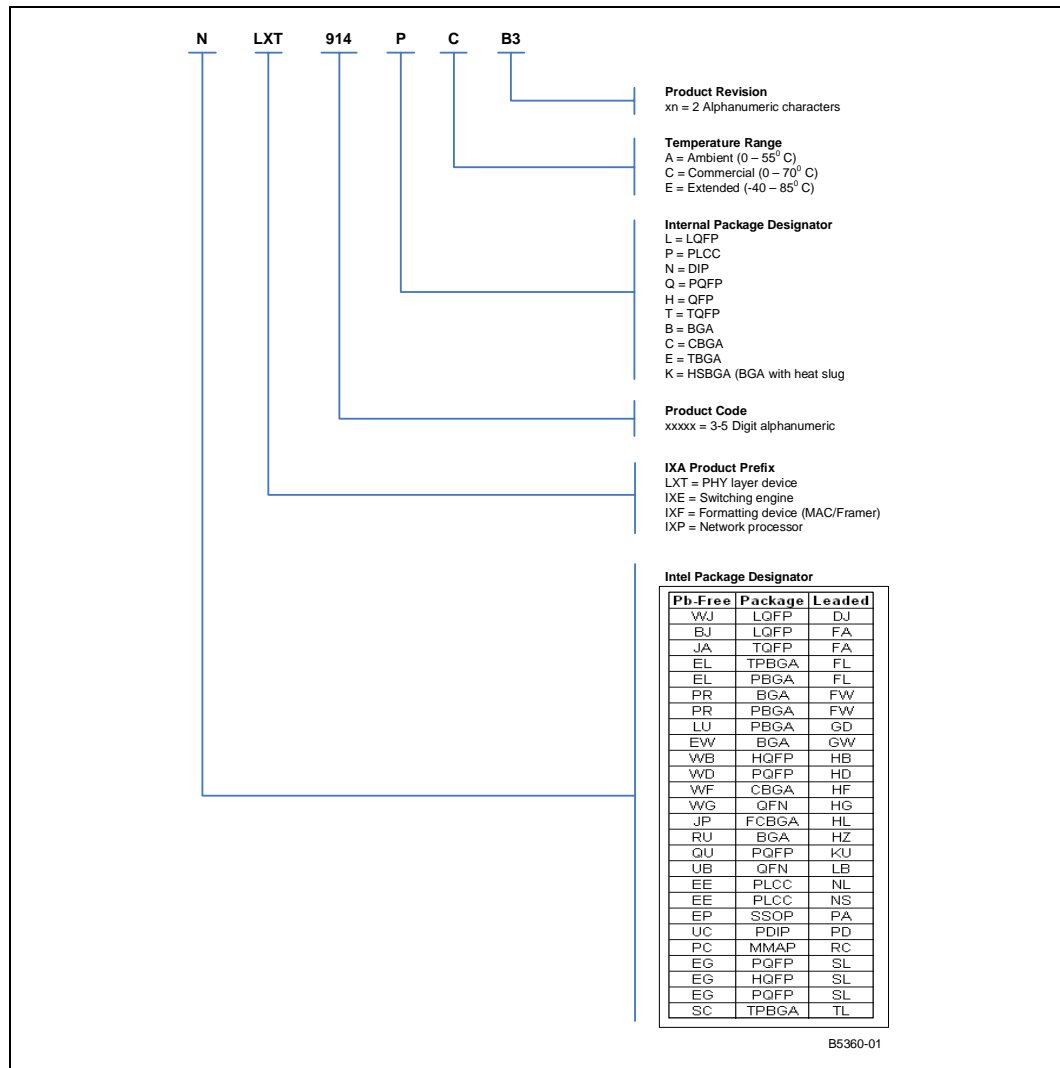 N LXT 914 P C B3
Product Revision
xn = 2 Alphanumeric characters
Temperature Range
A = Ambient (0 – 55⁰ C)
C = Commercial (0 – 70⁰ C)
E = Extended (-40 – 85⁰ C)
Internal Package Designator
L = LQFP
P = PLCC
N = DIP
Q = PQFP
H = QFP
T = TQFP
B = BGA
C = CBGA
E = TBGA
K = HSBGA (BGA with heat slug
Product Code
xxxxx = 3-5 Digit alphanumeric
IXA Product Prefix
LXT = PHY layer device
IXE = Switching engine
IXF = Formatting device (MAC/Framer)
IXP = Network processor
Intel Package Designator
Pb-Free Package Leaded
WJ LQFP DJ
BJ LQFP FA
JA TQFP FA
EL TPBGA FL
EL PBGA FL
PR BGA FW
PR PBGA FW
LU PBGA GD
EW BGA GW
WB HQFP HB
WD PQFP HD
WF CBGA HF
WG QFN HG
JP FCBGA HL
RU BGA HZ
QU PQFP KU
UB QFN LB
EE PLCC NL
EE PLCC NS
EP SSOP PA
UC PDIP PD
PC MMAP RC
EG PQFP SL
EG HQFP SL
EG PQFP SL
SC TPBGA TL
B5360-01